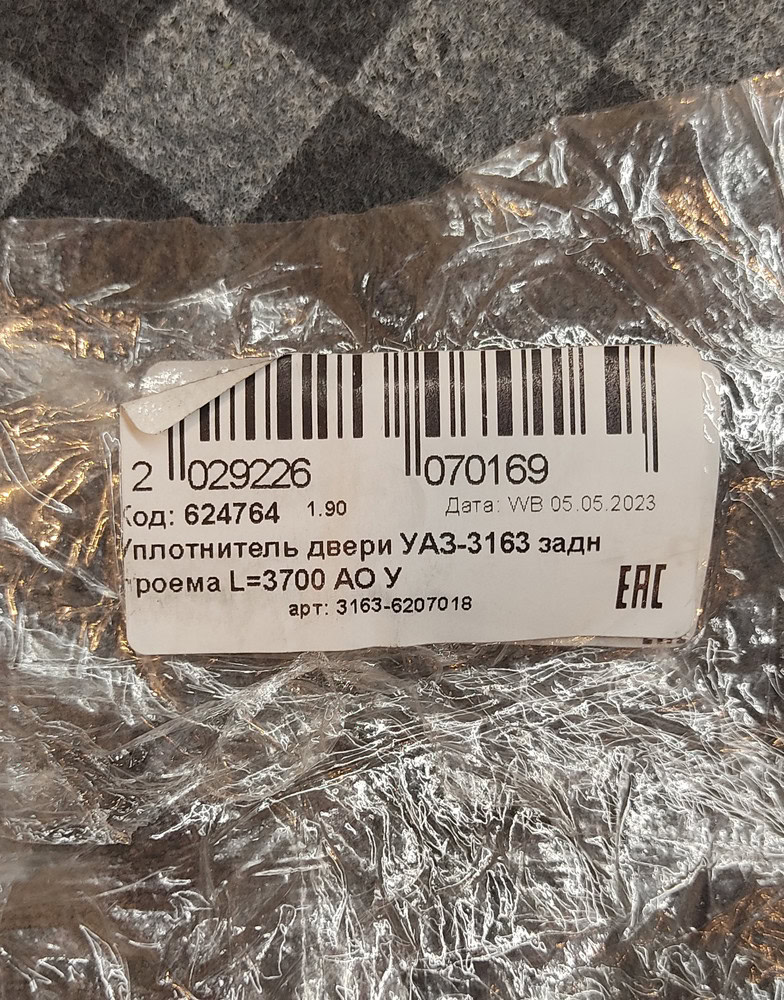 2 029226 070169
Код: 624764 1.90 Дата: WB 05.05.2023
Уплотнитель двери УАЗ-3163 задн
проема L=3700 АО У
арт: 3163-6207018
EAC